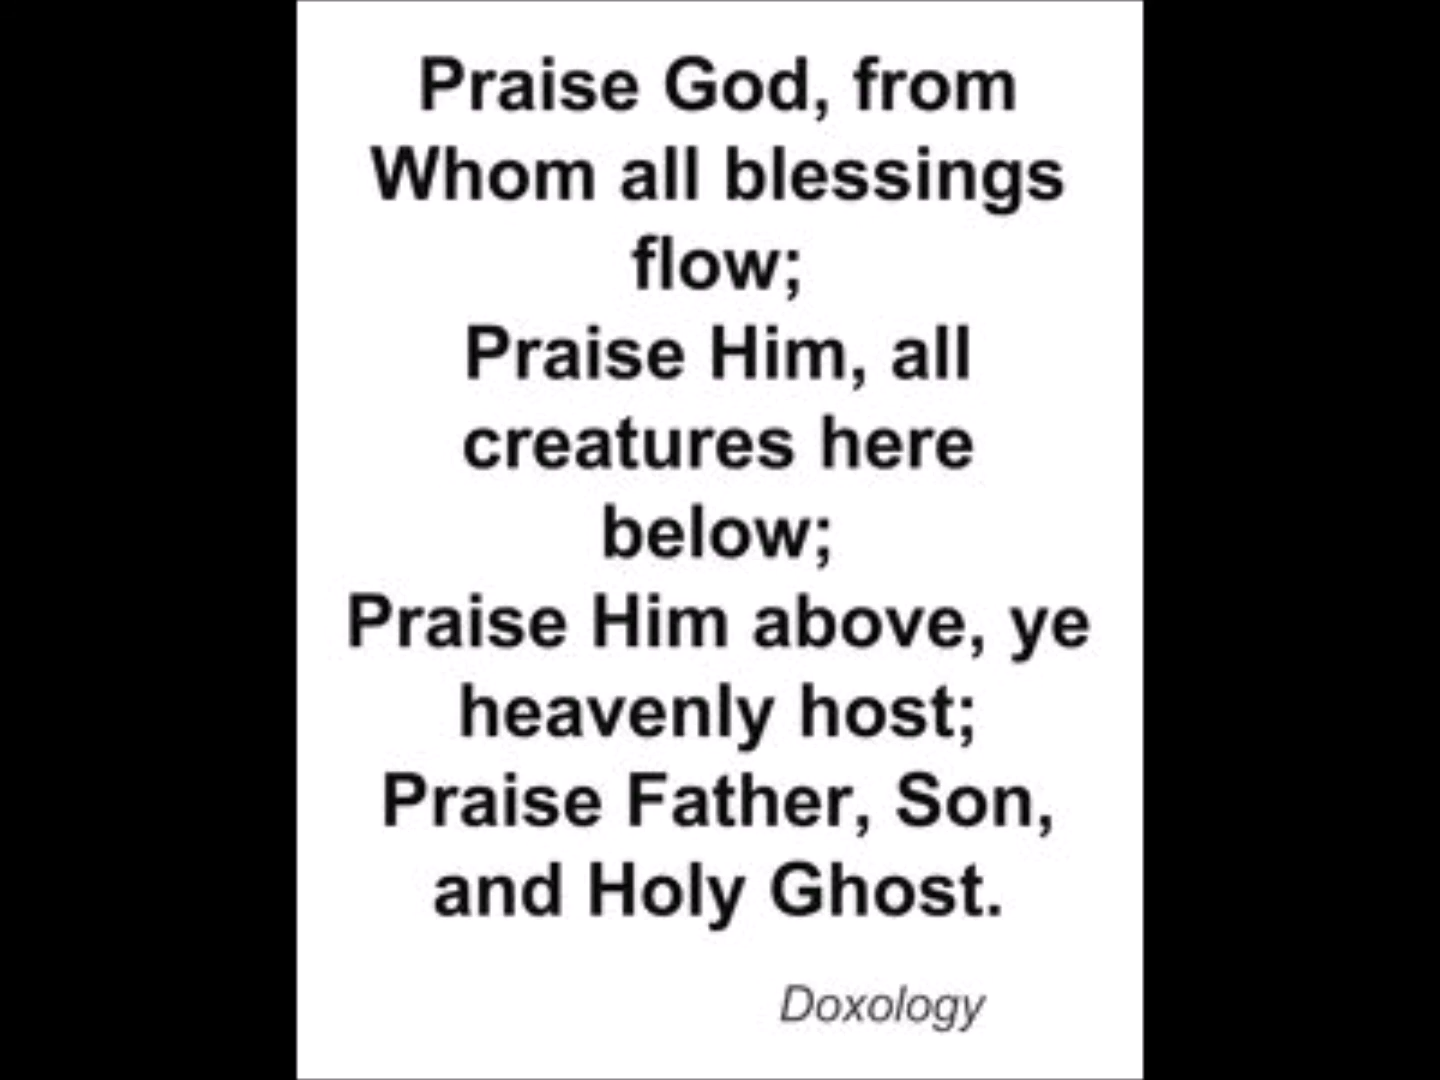 Praise God, from
Whom all blessings
flow;
Praise Him, all
creatures here
below;
Praise Him above, ye
heavenly host;
Praise Father, Son,
and Holy Ghost.
Doxology